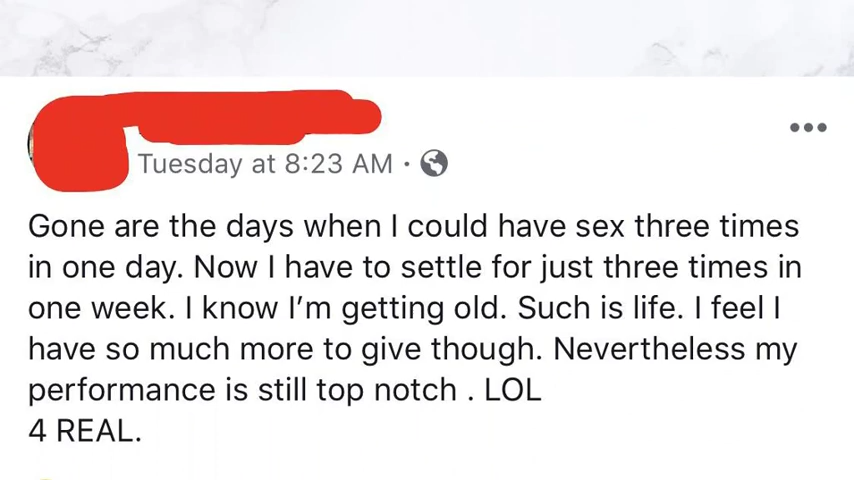 Tuesday at 8:23 AM ·
Gone are the days when I could have sex three times
in one day. Now I have to settle for just three times in
one week. I know I’m getting old. Such is life. I feel I
have so much more to give though. Nevertheless my
performance is still top notch . LOL
4 REAL.